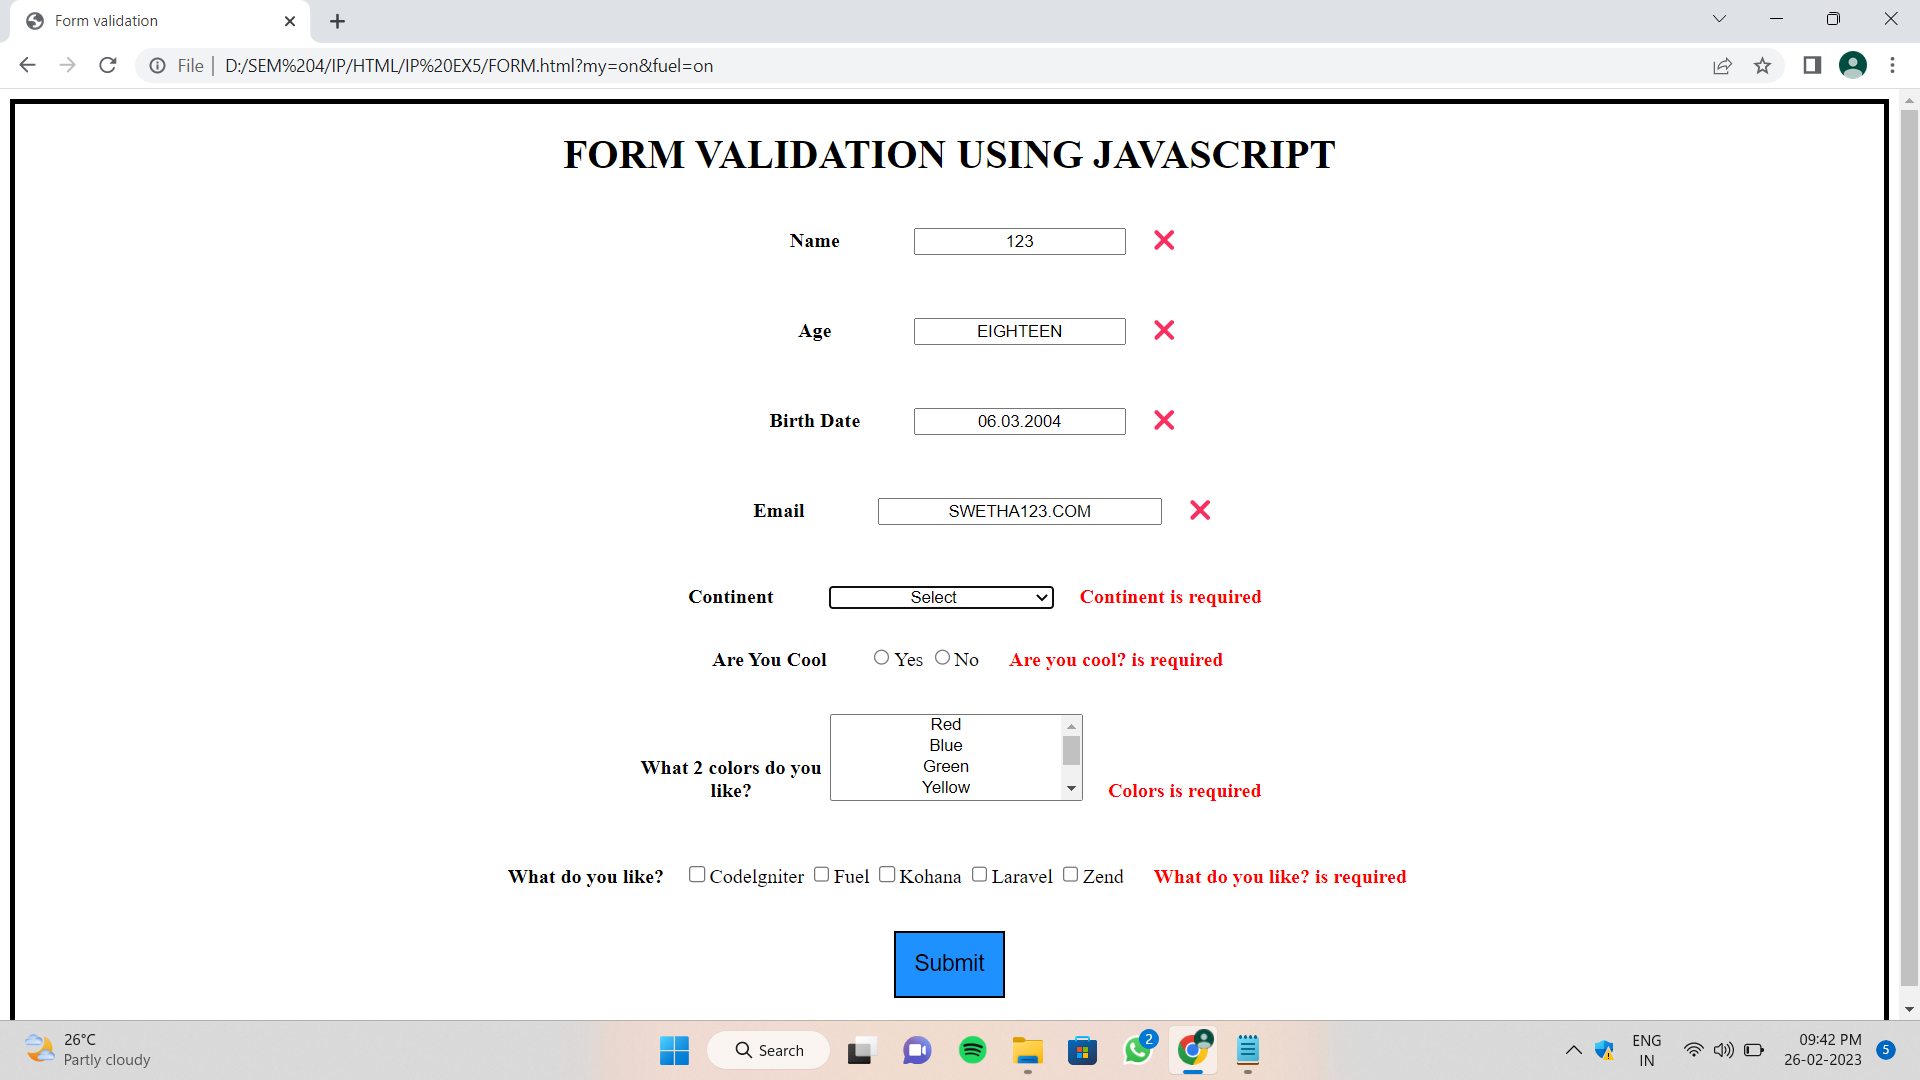 Form validation
File | D:/SEM%204/IP/HTML/IP%20EX5/FORM.html?my=on&fuel=on
FORM VALIDATION USING JAVASCRIPT
Name 123
Age EIGHTEEN
Birth Date 06.03.2004
Email SWETHA123.COM
Continent Select Continent is required
Are You Cool Yes No Are you cool? is required
Red
Blue
Green
Yellow
What 2 colors do you
like? Colors is required
What do you like? CodeIgniter Fuel Kohana Laravel Zend What do you like? is required
Submit
26°C
Partly cloudy
Search
2
ENG
IN
09:42 PM
26-02-2023
5